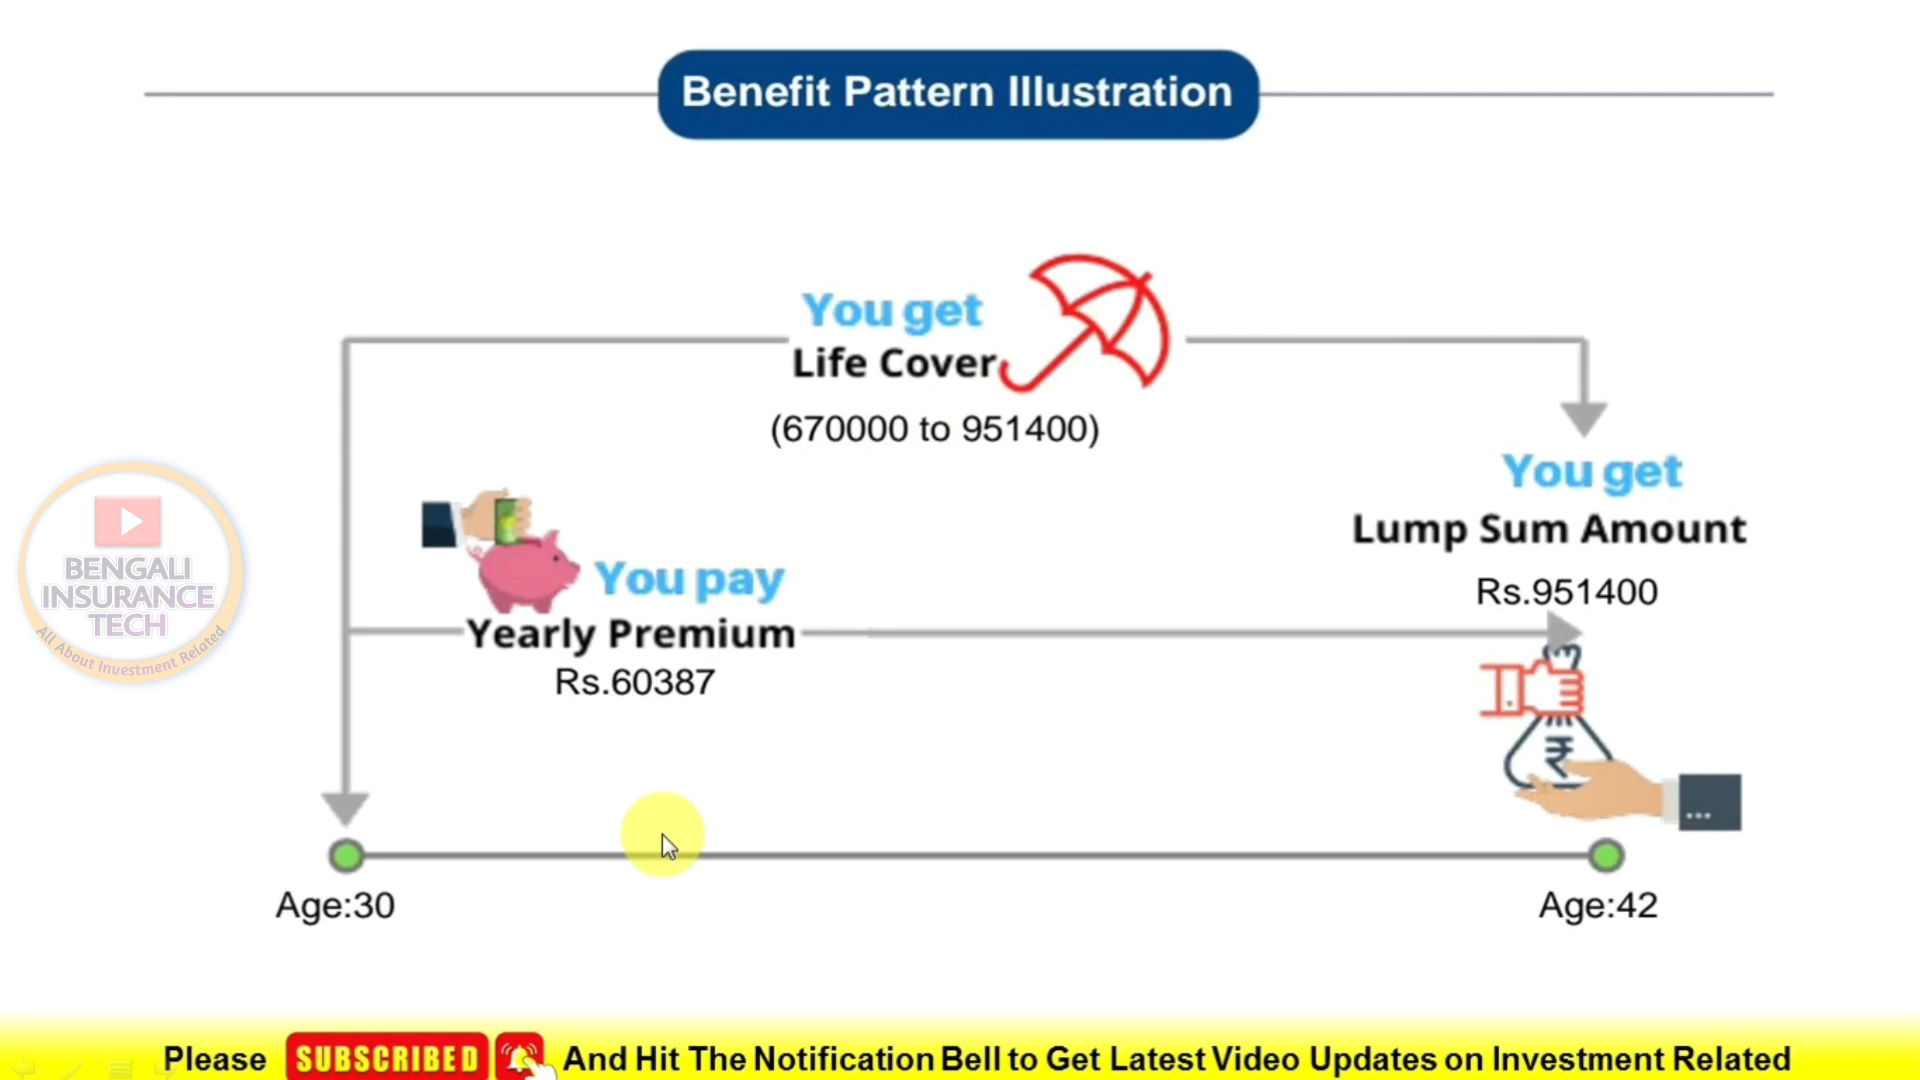 Benefit Pattern Illustration
You get
Life Cover
(670000 to 951400)
You get
Lump Sum Amount
Rs.951400
You pay
Yearly Premium
Rs.60387
BENGALI
INSURANCE
TECH
All About Investment Related
₹
Age:30
Age:42
Please SUBSCRIBED And Hit The Notification Bell to Get Latest Video Updates on Investment Related